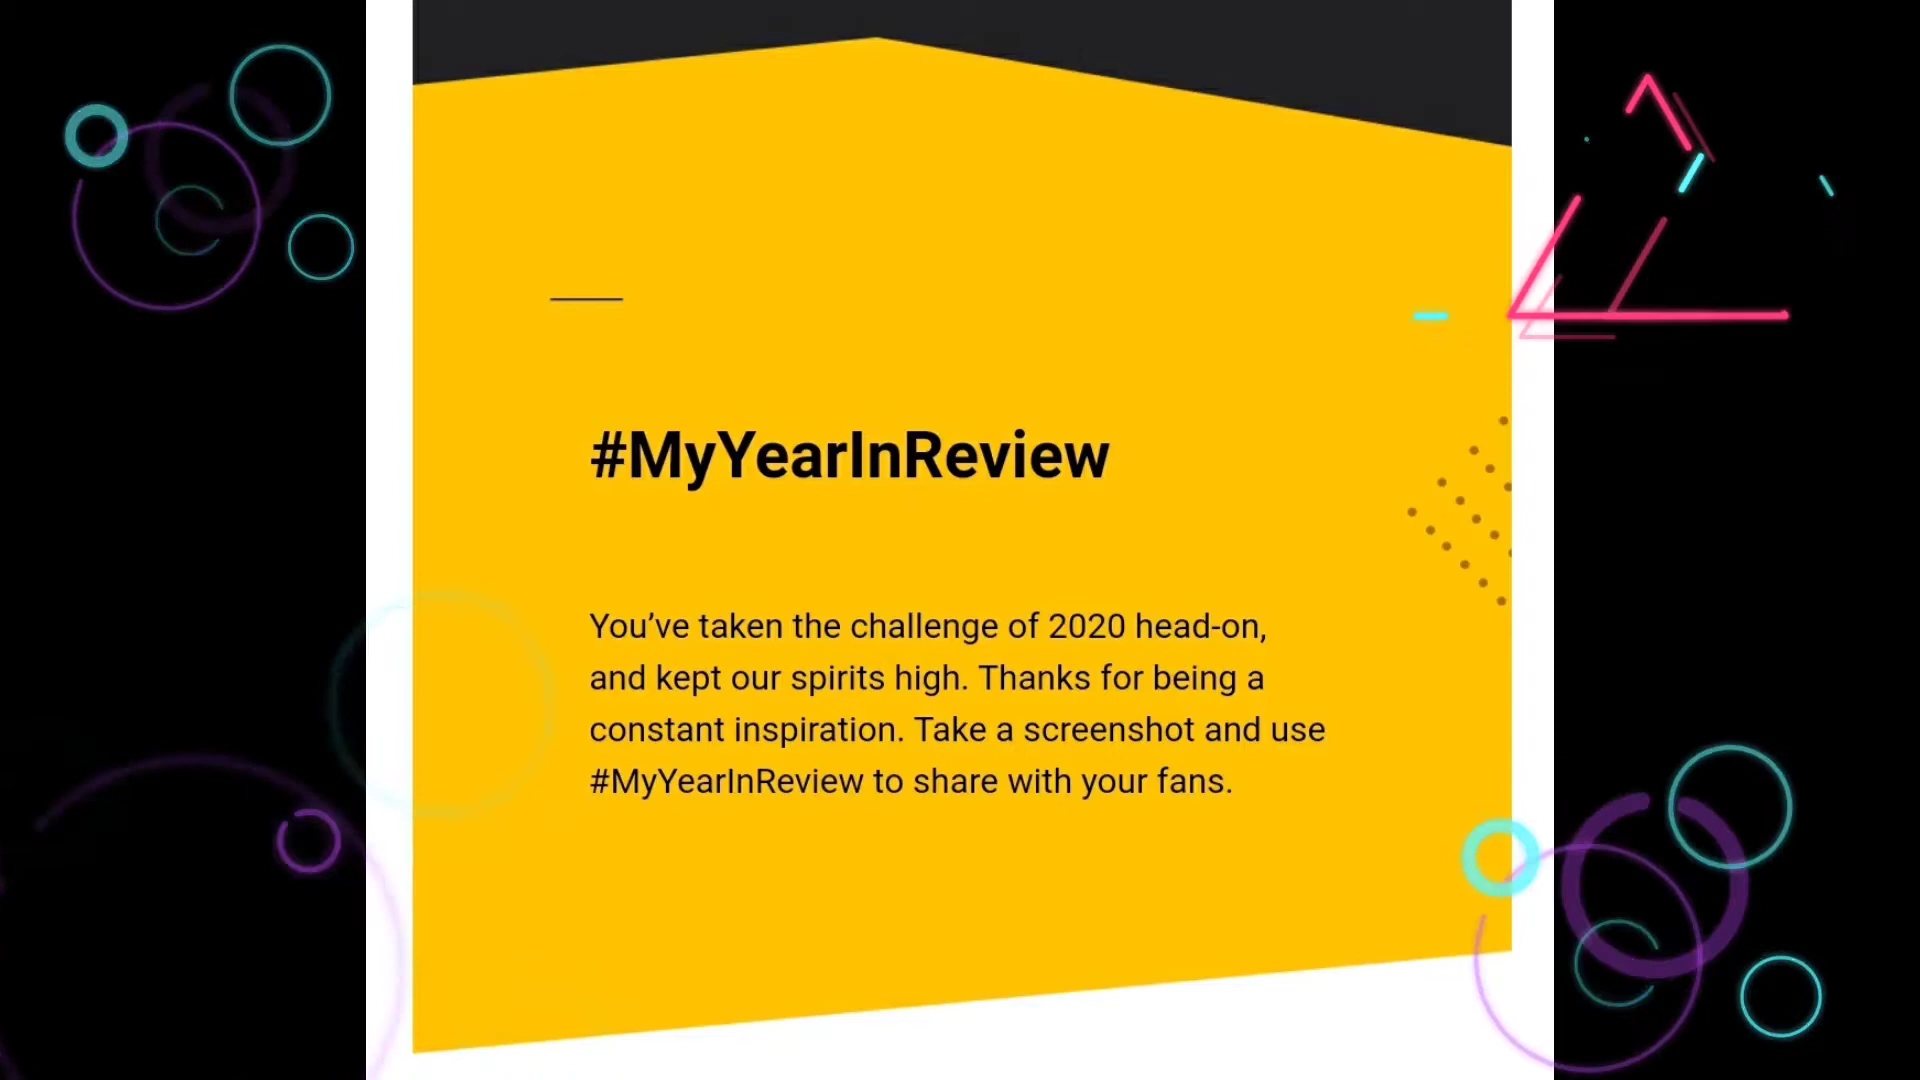 #MyYearInReview
You’ve taken the challenge of 2020 head-on,
and kept our spirits high. Thanks for being a
constant inspiration. Take a screenshot and use
#MyYearInReview to share with your fans.